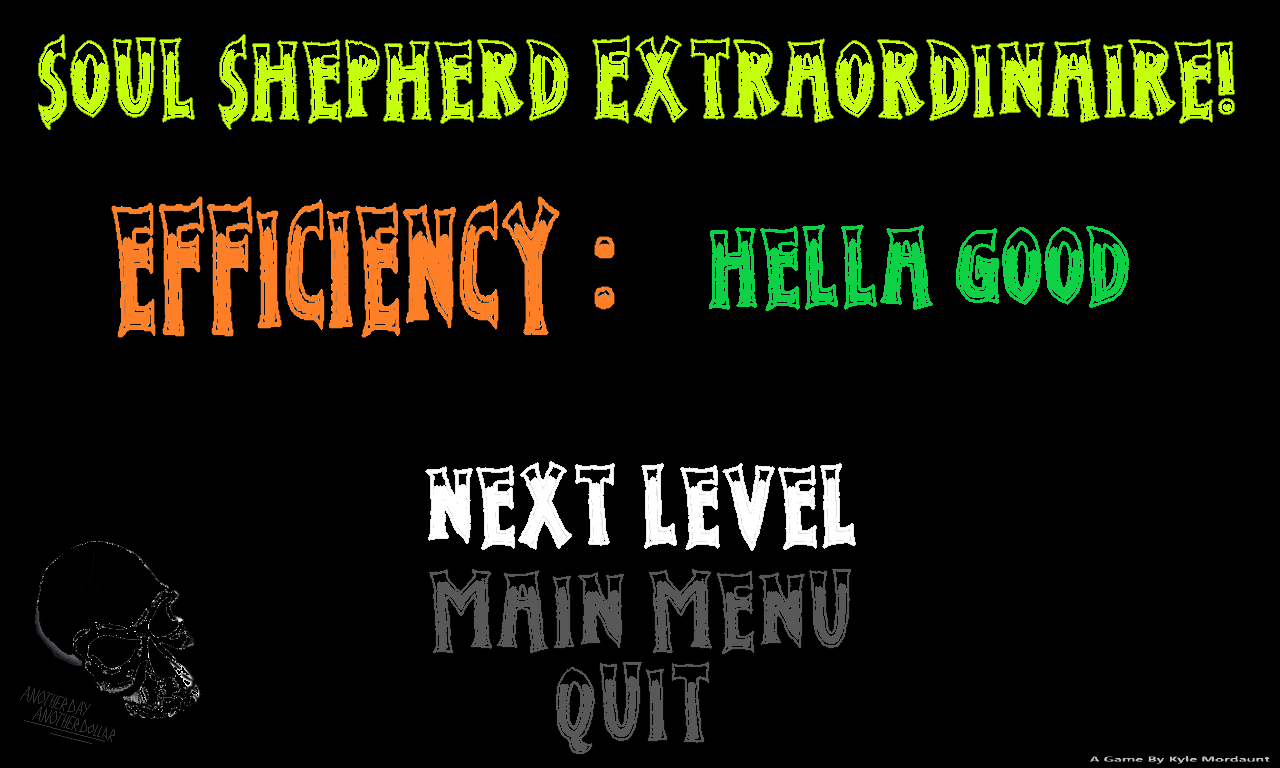 SOUL SHEPHERD EXTRAORDINAIRE!
EFFICIENCY : HELLA GOOD
NEXT LEVEL
MAIN MENU
QUIT
ANOTHER DAY
ANOTHER DOLLAR
A Game By Kyle Mordaunt